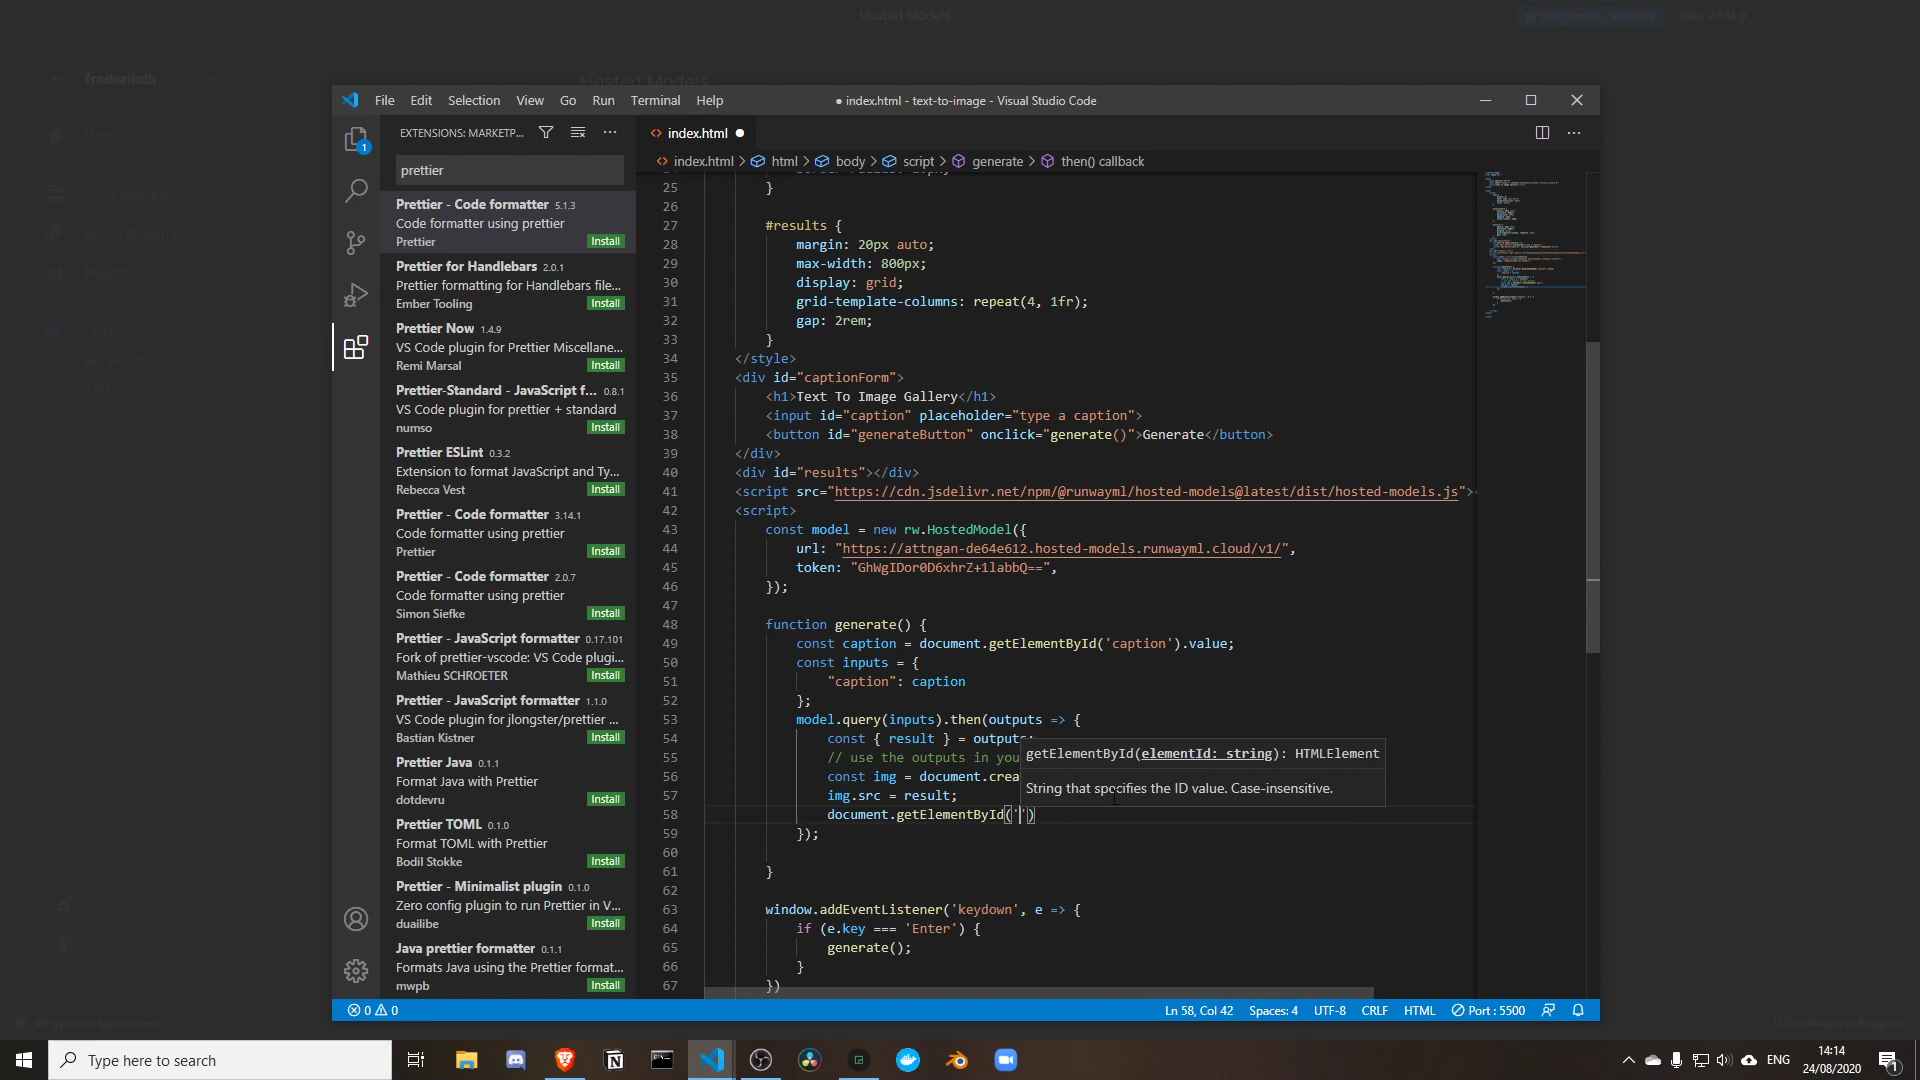 Hosted Models
frederikdb
Hosted Models
File Edit Selection View Go Run Terminal Help
● index.html - text-to-image - Visual Studio Code
EXTENSIONS: MARKETP...
prettier
Prettier - Code formatter 5.1.3
Code formatter using prettier
Prettier
Install
Prettier for Handlebars 2.0.1
Prettier formatting for Handlebars file...
Ember Tooling
Install
Prettier Now 1.4.9
VS Code plugin for Prettier Miscellane...
Remi Marsal
Install
Prettier-Standard - JavaScript f... 0.8.1
VS Code plugin for prettier + standard
numso
Install
Prettier ESLint 0.3.2
Extension to format JavaScript and Ty...
Rebecca Vest
Install
Prettier - Code formatter 3.14.1
Code formatter using prettier
Prettier
Install
Prettier - Code formatter 2.0.7
Code formatter using prettier
Simon Siefke
Install
Prettier - JavaScript formatter 0.17.101
Fork of prettier-vscode: VS Code plugi...
Mathieu SCHROETER
Install
Prettier - JavaScript formatter 1.1.0
VS Code plugin for jlongster/prettier ...
Bastian Kistner
Install
Prettier Java 0.1.1
Format Java with Prettier
dotdevru
Install
Prettier TOML 0.1.0
Format TOML with Prettier
Bodil Stokke
Install
Prettier - Minimalist plugin 0.1.0
Zero config plugin to run Prettier in V...
duailibe
Install
Java prettier formatter 0.1.1
Formats Java using the Prettier format...
mwpb
Install
index.html
index.html > html > body > script > generate > then() callback
25 }
26
27 #results {
28 margin: 20px auto;
29 max-width: 800px;
30 display: grid;
31 grid-template-columns: repeat(4, 1fr);
32 gap: 2rem;
33 }
34 </style>
35 <div id="captionForm">
36 <h1>Text To Image Gallery</h1>
37 <input id="caption" placeholder="type a caption">
38 <button id="generateButton" onclick="generate()">Generate</button>
39 </div>
40 <div id="results"></div>
41 <script src="https://cdn.jsdelivr.net/npm/@runwayml/hosted-models@latest/dist/hosted-models.js">
42 <script>
43 const model = new rw.HostedModel({
44 url: "https://attngan-de64e612.hosted-models.runwayml.cloud/v1/",
45 token: "GhWgIDor0D6xhrZ+1labbQ==",
46 });
47
48 function generate() {
49 const caption = document.getElementById('caption').value;
50 const inputs = {
51 "caption": caption
52 };
53 model.query(inputs).then(outputs => {
54 const { result } = outputs;
55 // use the outputs in you
56 const img = document.crea
57 img.src = result;
58 document.getElementById('')
59 });
60
61 }
62
63 window.addEventListener('keydown', e => {
64 if (e.key === 'Enter') {
65 generate();
66 }
67 })
getElementById(elementId: string): HTMLElement
String that specifies the ID value. Case-insensitive.
1
0 0
Ln 58, Col 42 Spaces: 4 UTF-8 CRLF HTML Port : 5500
Type here to search
ENG
14:14
24/08/2020
1